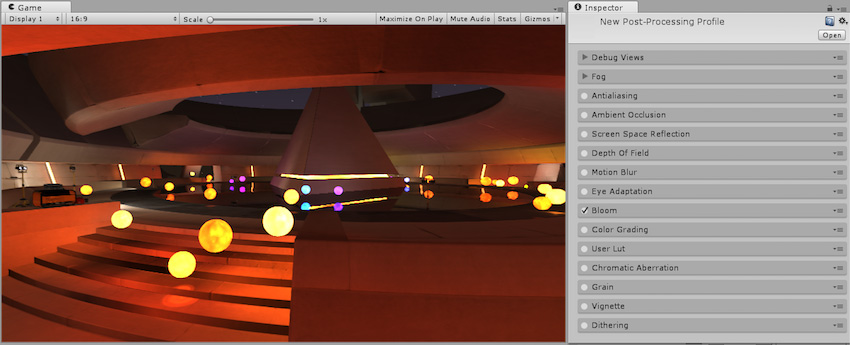 Game
Display 1
16:9
Scale
1x
Maximize On Play
Mute Audio
Stats
Gizmos
Inspector
New Post-Processing Profile
Open
Debug Views
Fog
Antialiasing
Ambient Occlusion
Screen Space Reflection
Depth Of Field
Motion Blur
Eye Adaptation
Bloom
Color Grading
User Lut
Chromatic Aberration
Grain
Vignette
Dithering